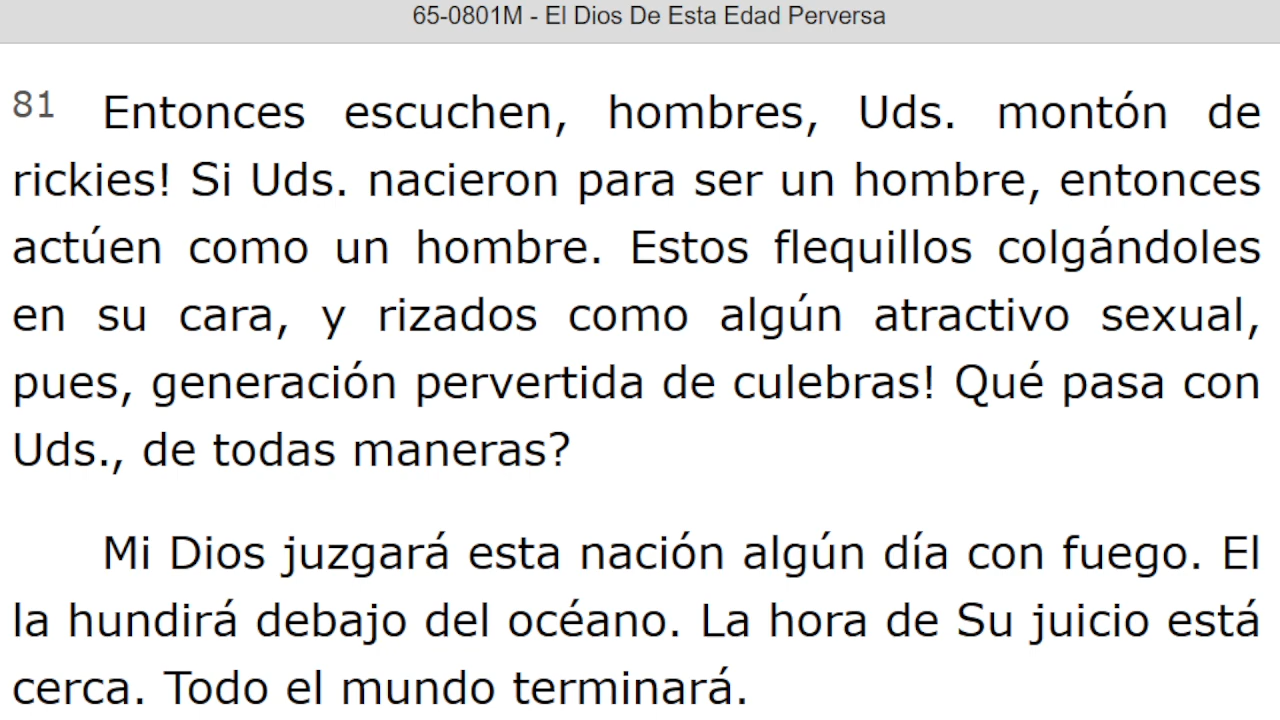 65-0801M - El Dios De Esta Edad Perversa
81 Entonces escuchen, hombres, Uds. montón de
rickies! Si Uds. nacieron para ser un hombre, entonces
actúen como un hombre. Estos flequillos colgándoles
en su cara, y rizados como algún atractivo sexual,
pues, generación pervertida de culebras! Qué pasa con
Uds., de todas maneras?
Mi Dios juzgará esta nación algún día con fuego. El
la hundirá debajo del océano. La hora de Su juicio está
cerca. Todo el mundo terminará.